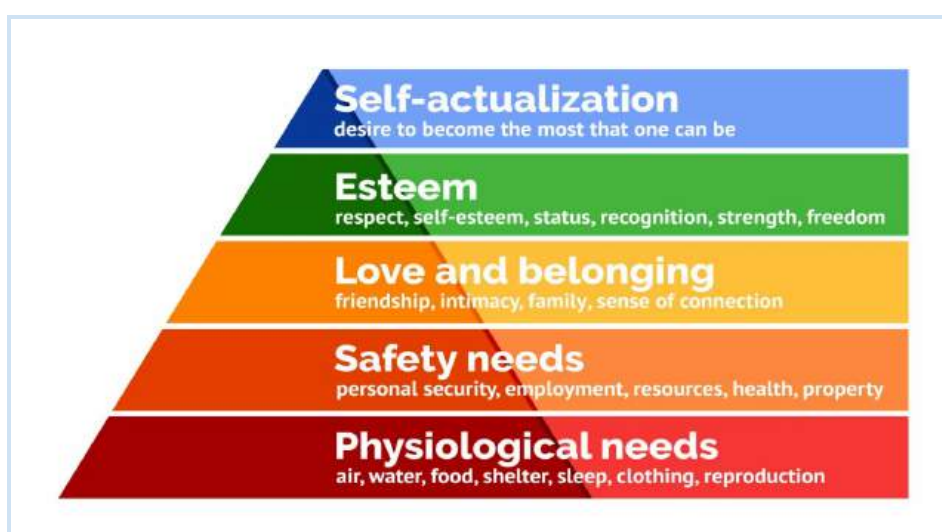 Self-actualization
desire to become the most that one can be
Esteem
respect, self-esteem, status, recognition, strength, freedom
Love and belonging
friendship, intimacy, family, sense of connection
Safety needs
personal security, employment, resources, health, property
Physiological needs
air, water, food, shelter, sleep, clothing, reproduction